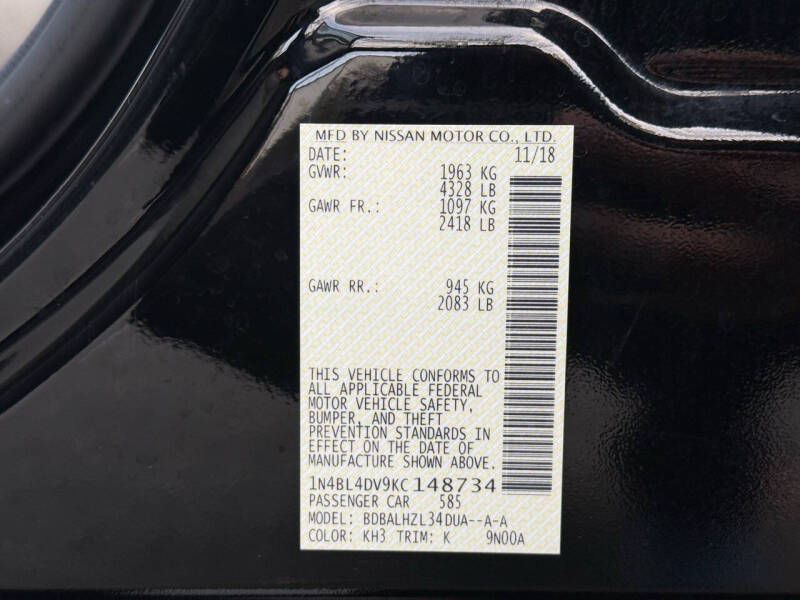 MFD BY NISSAN MOTOR CO., LTD.
DATE: 11/18
GVWR: 1963 KG
4328 LB
GAWR FR.: 1097 KG
2418 LB
GAWR RR.: 945 KG
2083 LB
THIS VEHICLE CONFORMS TO
ALL APPLICABLE FEDERAL
MOTOR VEHICLE SAFETY,
BUMPER, AND THEFT
PREVENTION STANDARDS IN
EFFECT ON THE DATE OF
MANUFACTURE SHOWN ABOVE.
1N4BL4DV9KC148734
PASSENGER CAR 585
MODEL: BDBALHZL34DUA--A-A
COLOR: KH3 TRIM: K 9N00A